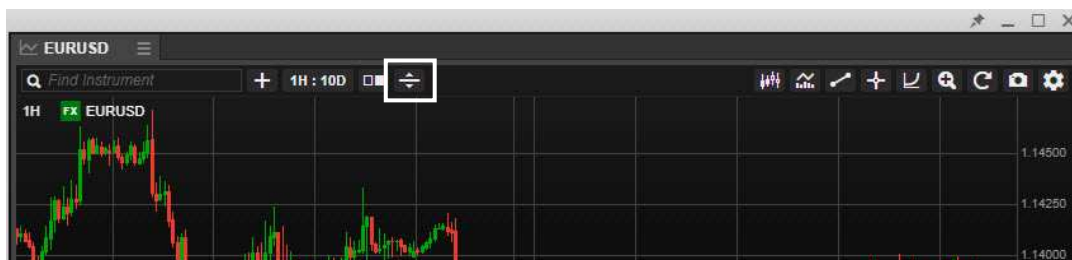 EURUSD
Find Instrument
1H : 10D
1H FX EURUSD
1.14500
1.14250
1.14000